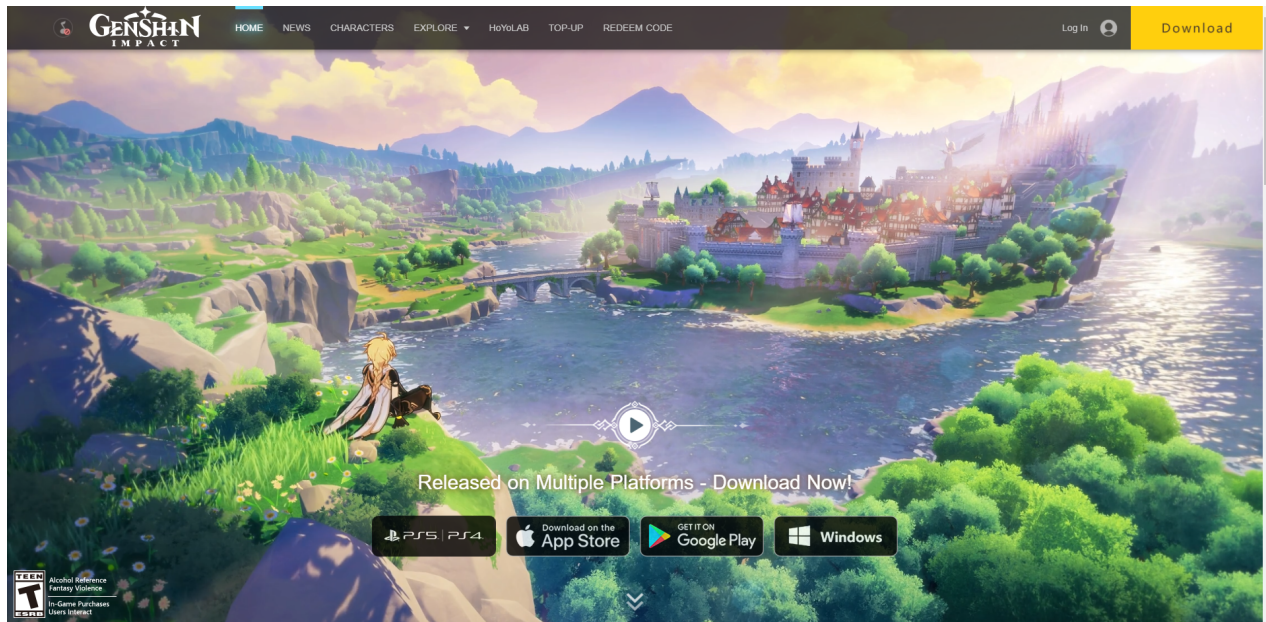 GENSHIN
IMPACT
HOME
NEWS
CHARACTERS
EXPLORE
HoYoLAB
TOP-UP
REDEEM CODE
Log In
Download
Released on Multiple Platforms - Download Now!
PS5 | PS4
Download on the
App Store
GET IT ON
Google Play
Windows
TEEN
T
ESRB
Alcohol Reference
Fantasy Violence
In-Game Purchases
Users Interact